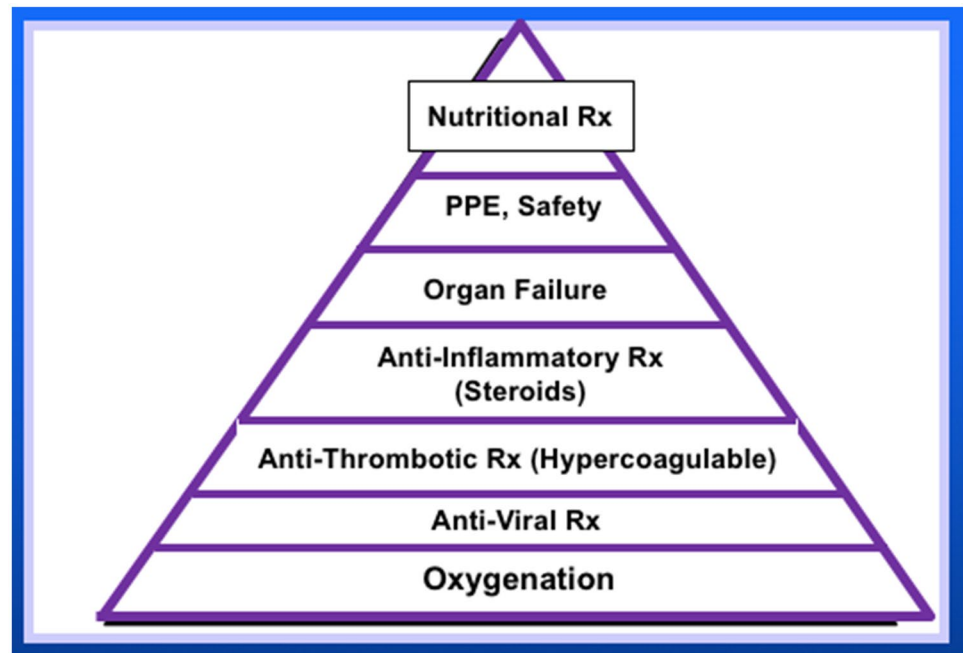 Nutritional Rx
PPE, Safety
Organ Failure
Anti-Inflammatory Rx
(Steroids)
Anti-Thrombotic Rx (Hypercoagulable)
Anti-Viral Rx
Oxygenation